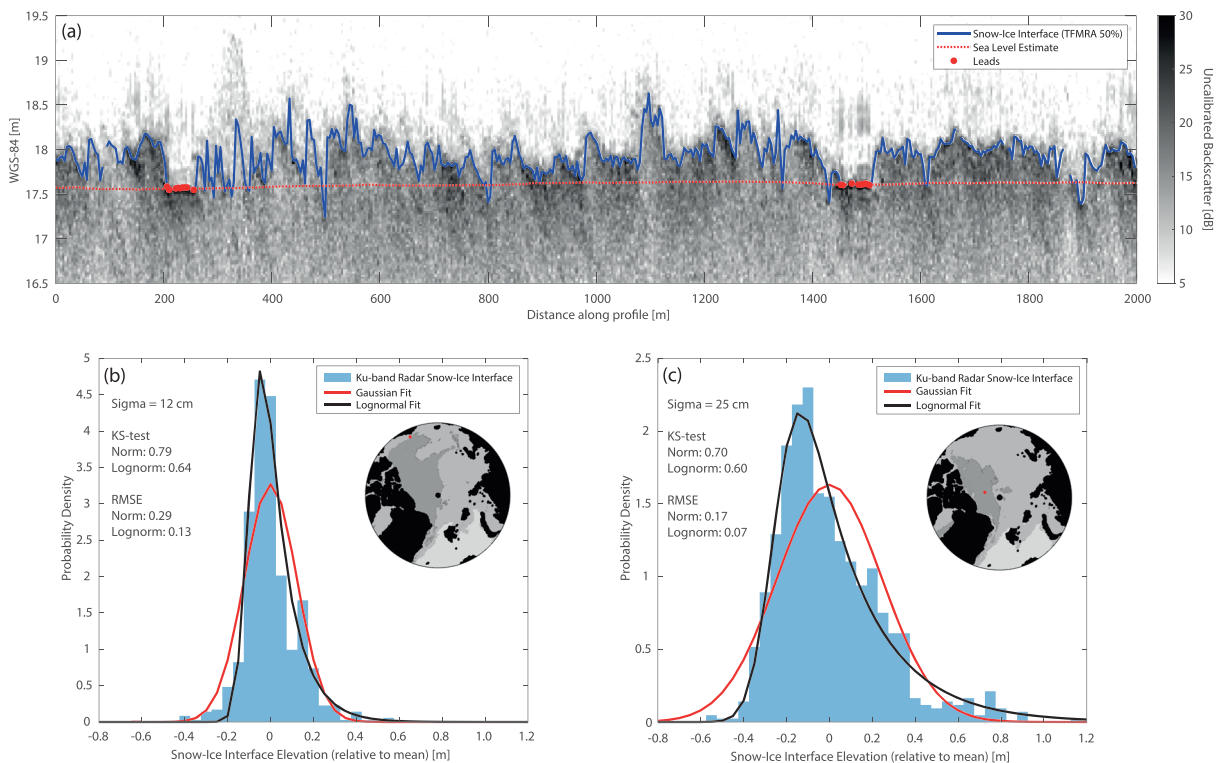 (a)
19.5
19
18.5
18
17.5
17
16.5
WGS-84 [m]
0 200 400 600 800 1000 1200 1400 1600 1800 2000
Distance along profile [m]
Snow-Ice Interface (TFMRA 50%)
Sea Level Estimate
Leads
30
25
20
15
10
5
Uncalibrated Backscatter [dB]
(b)
5
4.5
4
3.5
3
2.5
2
1.5
1
0.5
0
Probability Density
Sigma = 12 cm
KS-test
Norm: 0.79
Lognorm: 0.64
RMSE
Norm: 0.29
Lognorm: 0.13
Ku-band Radar Snow-Ice Interface
Gaussian Fit
Lognormal Fit
-0.8 -0.6 -0.4 -0.2 0 0.2 0.4 0.6 0.8 1.0 1.2
Snow-Ice Interface Elevation (relative to mean) [m]
(c)
2.5
2
1.5
1
0.5
0
Probability Density
Sigma = 25 cm
KS-test
Norm: 0.70
Lognorm: 0.60
RMSE
Norm: 0.17
Lognorm: 0.07
Ku-band Radar Snow-Ice Interface
Gaussian Fit
Lognormal Fit
-0.8 -0.6 -0.4 -0.2 0 0.2 0.4 0.6 0.8 1.0 1.2
Snow-Ice Interface Elevation (relative to mean) [m]